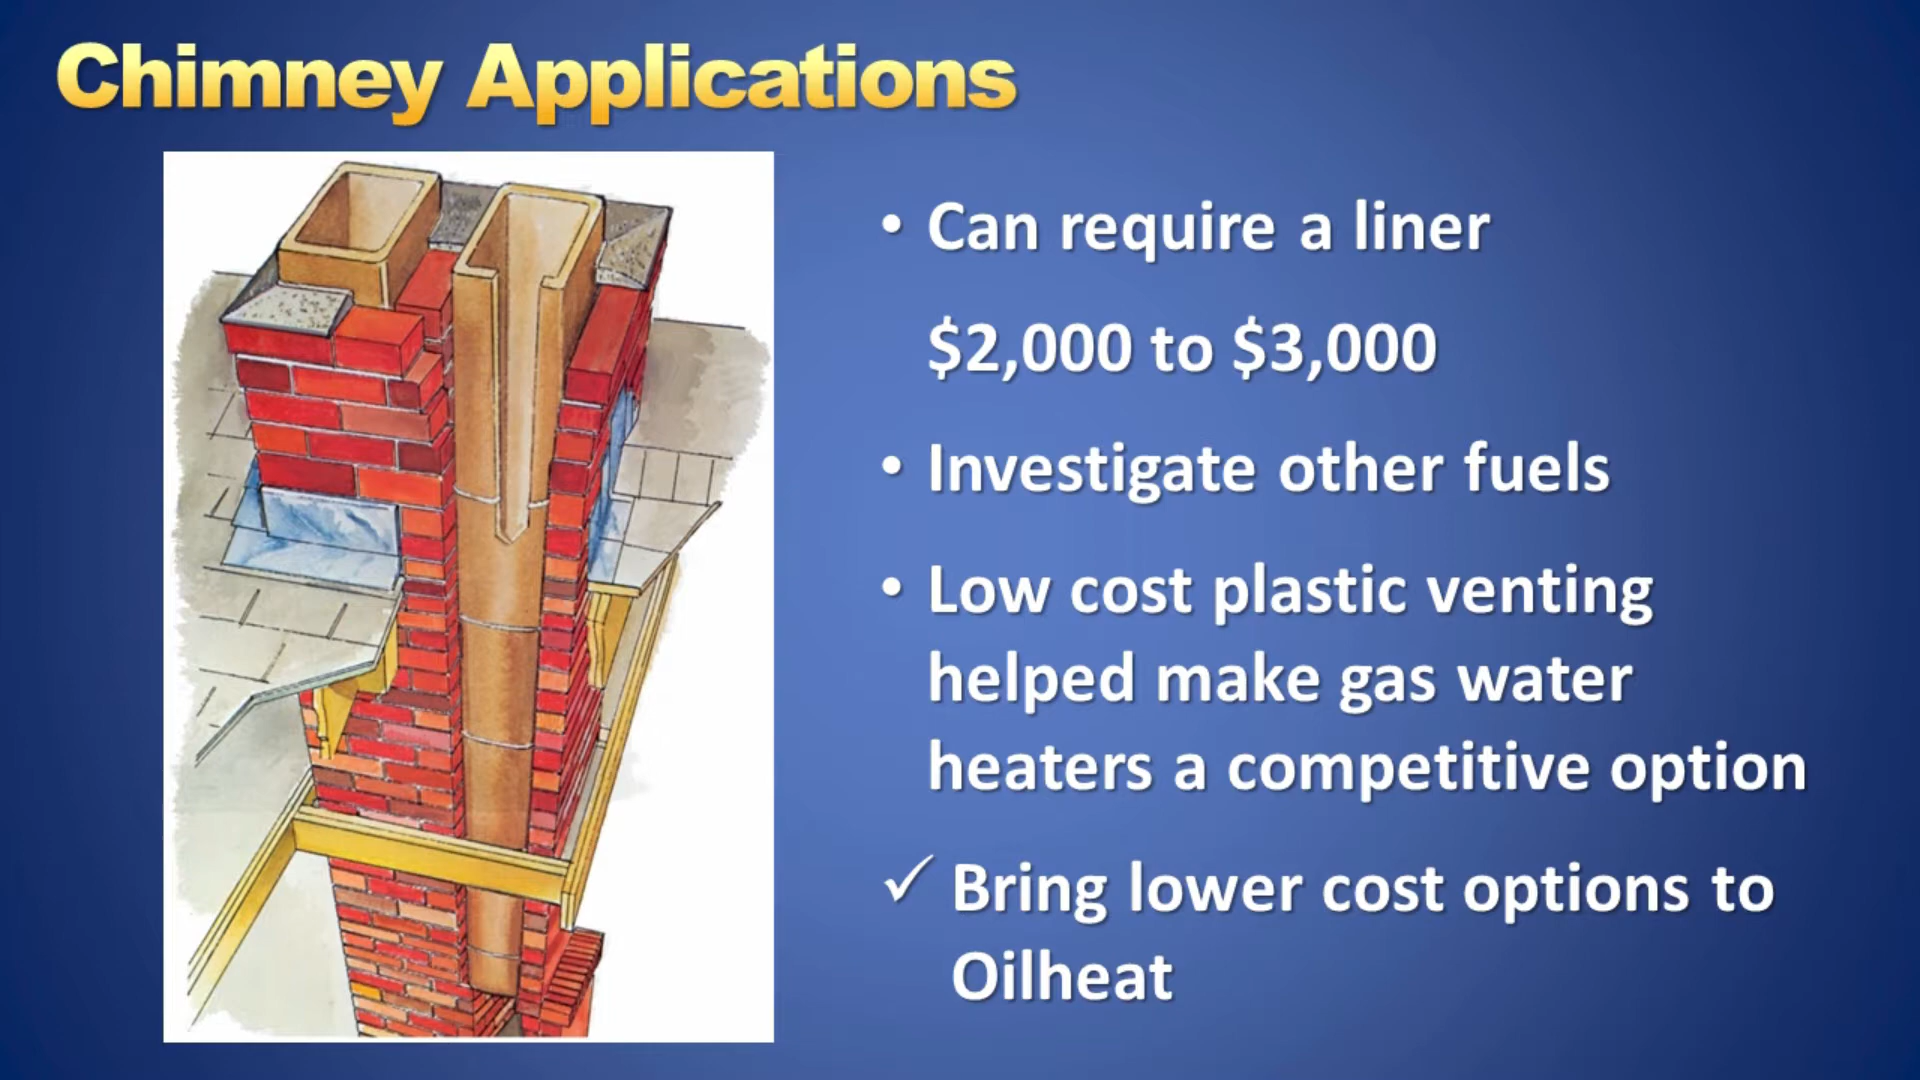 Chimney Applications
• Can require a liner
$2,000 to $3,000
• Investigate other fuels
• Low cost plastic venting
helped make gas water
heaters a competitive option
✓ Bring lower cost options to
Oilheat